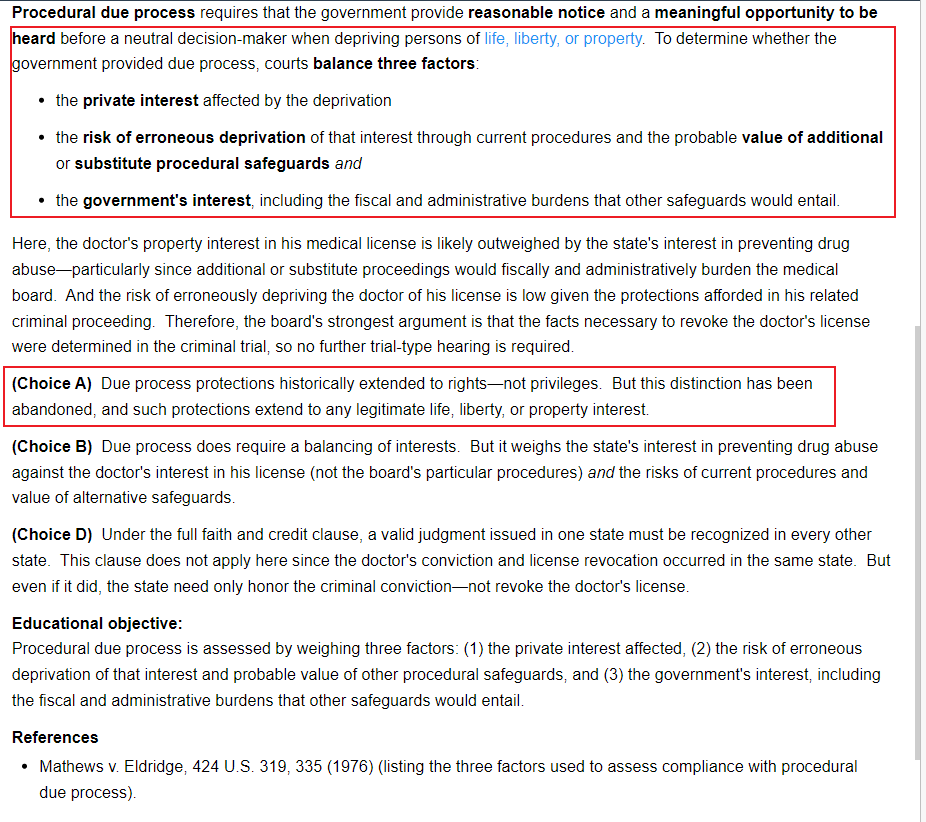 Procedural due process requires that the government provide reasonable notice and a meaningful opportunity to be
heard before a neutral decision-maker when depriving persons of life, liberty, or property. To determine whether the
government provided due process, courts balance three factors:
• the private interest affected by the deprivation
• the risk of erroneous deprivation of that interest through current procedures and the probable value of additional
or substitute procedural safeguards and
• the government's interest, including the fiscal and administrative burdens that other safeguards would entail.
Here, the doctor's property interest in his medical license is likely outweighed by the state's interest in preventing drug
abuse—particularly since additional or substitute proceedings would fiscally and administratively burden the medical
board. And the risk of erroneously depriving the doctor of his license is low given the protections afforded in his related
criminal proceeding. Therefore, the board's strongest argument is that the facts necessary to revoke the doctor's license
were determined in the criminal trial, so no further trial-type hearing is required.
(Choice A) Due process protections historically extended to rights—not privileges. But this distinction has been
abandoned, and such protections extend to any legitimate life, liberty, or property interest.
(Choice B) Due process does require a balancing of interests. But it weighs the state's interest in preventing drug abuse
against the doctor's interest in his license (not the board's particular procedures) and the risks of current procedures and
value of alternative safeguards.
(Choice D) Under the full faith and credit clause, a valid judgment issued in one state must be recognized in every other
state. This clause does not apply here since the doctor's conviction and license revocation occurred in the same state. But
even if it did, the state need only honor the criminal conviction—not revoke the doctor's license.
Educational objective:
Procedural due process is assessed by weighing three factors: (1) the private interest affected, (2) the risk of erroneous
deprivation of that interest and probable value of other procedural safeguards, and (3) the government's interest, including
the fiscal and administrative burdens that other safeguards would entail.
References
• Mathews v. Eldridge, 424 U.S. 319, 335 (1976) (listing the three factors used to assess compliance with procedural
due process).